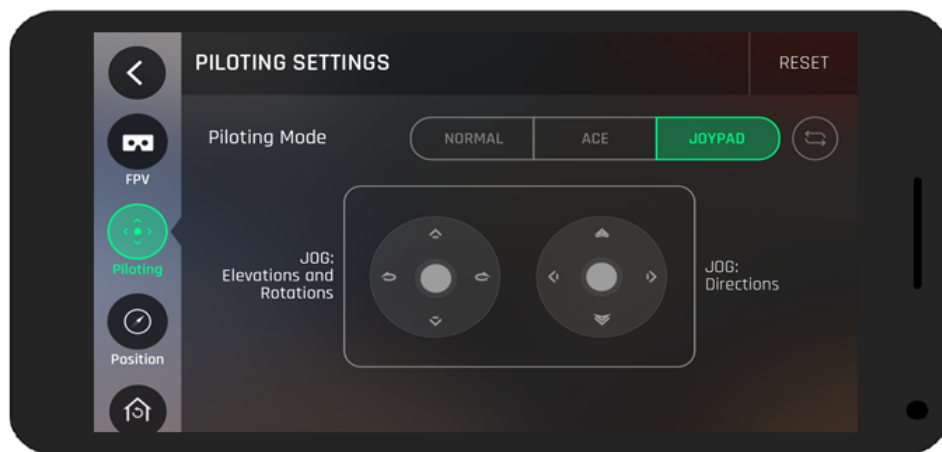 PILOTING SETTINGS
RESET
Piloting Mode
NORMAL
ACE
JOYPAD
FPV
Piloting
JOG:
Elevations and
Rotations
JOG:
Directions
Position